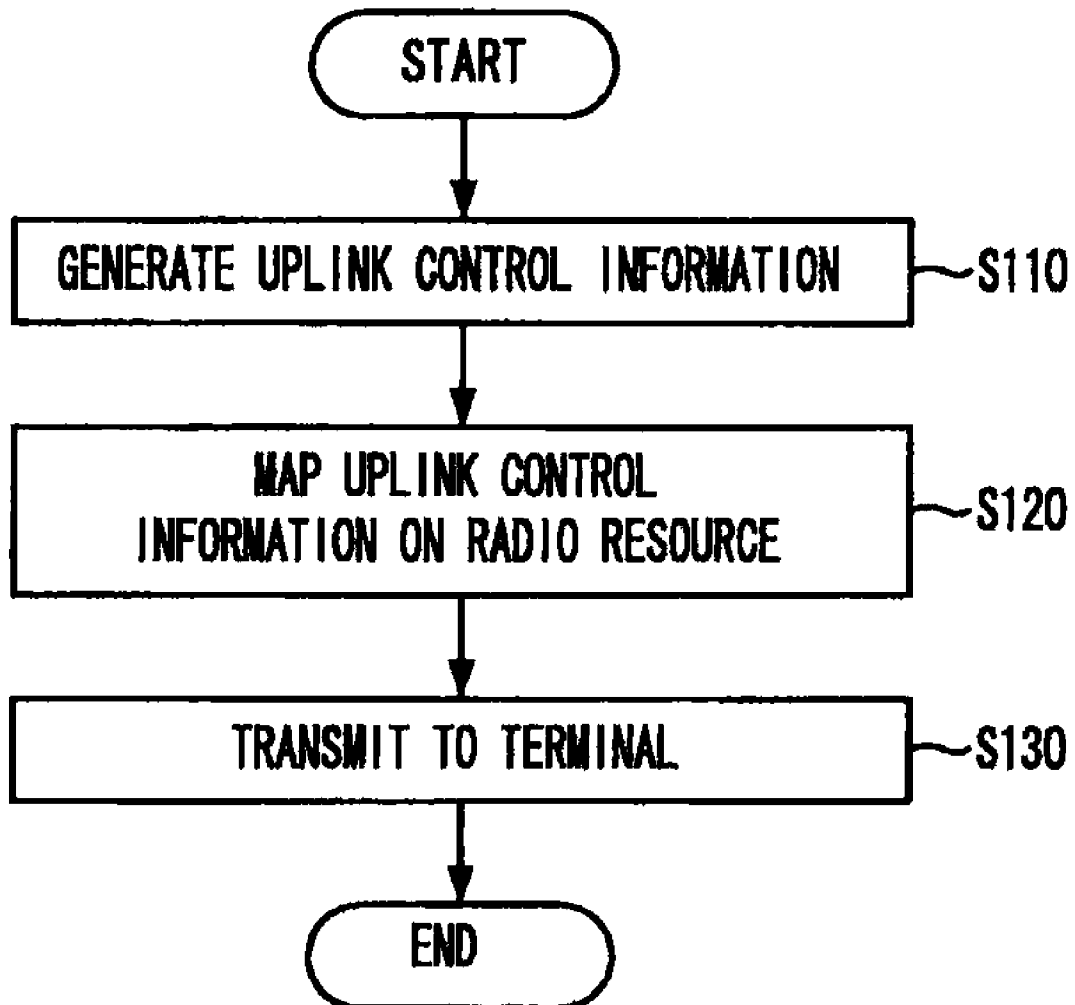 START
GENERATE UPLINK CONTROL INFORMATION
S110
MAP UPLINK CONTROL
INFORMATION ON RADIO RESOURCE
S120
TRANSMIT TO TERMINAL
S130
END